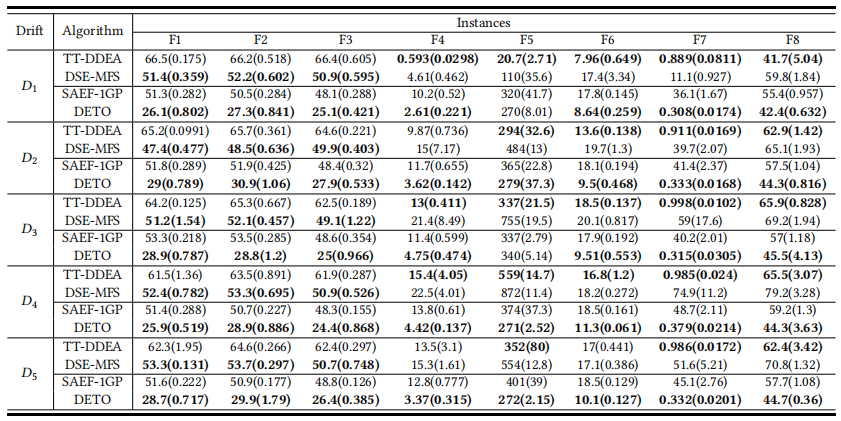 Drift Algorithm Instances
F1 F2 F3 F4 F5 F6 F7 F8
D1 TT-DDEA 66.5(0.175) 66.2(0.518) 66.4(0.605) 0.593(0.0298) 20.7(2.71) 7.96(0.649) 0.889(0.0811) 41.7(5.04)
DSE-MFS 51.4(0.359) 52.2(0.602) 50.9(0.595) 4.61(0.462) 110(35.6) 17.4(3.34) 11.1(0.927) 59.8(1.84)
SAEF-1GP 51.3(0.282) 50.5(0.284) 48.1(0.288) 10.2(0.52) 320(41.7) 17.8(0.145) 36.1(1.67) 55.4(0.957)
DETO 26.1(0.802) 27.3(0.841) 25.1(0.421) 2.61(0.221) 270(8.01) 8.64(0.259) 0.308(0.0174) 42.4(0.632)
D2 TT-DDEA 65.2(0.0991) 65.7(0.361) 64.6(0.221) 9.87(0.736) 294(32.6) 13.6(0.138) 0.911(0.0169) 62.9(1.42)
DSE-MFS 47.4(0.477) 48.5(0.636) 49.9(0.403) 15(7.17) 484(13) 19.7(1.3) 39.7(2.07) 65.1(1.93)
SAEF-1GP 51.8(0.289) 51.9(0.425) 48.4(0.32) 11.7(0.655) 365(22.8) 18.1(0.194) 41.4(2.37) 57.5(1.04)
DETO 29(0.789) 30.9(1.06) 27.9(0.533) 3.62(0.142) 279(37.3) 9.5(0.468) 0.333(0.0168) 44.3(0.816)
D3 TT-DDEA 64.2(0.125) 65.3(0.667) 62.5(0.189) 13(0.411) 337(21.5) 18.5(0.137) 0.998(0.0102) 65.9(0.828)
DSE-MFS 51.2(1.54) 52.1(0.457) 49.1(1.22) 21.4(8.49) 755(19.5) 20.1(0.817) 59(17.6) 69.2(1.94)
SAEF-1GP 53.3(0.218) 53.5(0.285) 48.6(0.354) 11.4(0.599) 337(2.79) 17.9(0.192) 40.2(2.01) 57(1.18)
DETO 28.9(0.787) 28.8(1.2) 25(0.966) 4.75(0.474) 340(5.14) 9.51(0.553) 0.315(0.0305) 45.5(4.13)
D4 TT-DDEA 61.5(1.36) 63.5(0.891) 61.9(0.287) 15.4(4.05) 559(14.7) 16.8(1.2) 0.985(0.024) 65.5(3.07)
DSE-MFS 52.4(0.782) 53.3(0.695) 50.9(0.526) 22.5(4.01) 872(11.4) 18.2(0.272) 74.9(11.2) 79.2(3.28)
SAEF-1GP 51.4(0.288) 50.7(0.227) 48.3(0.155) 13.8(0.61) 374(37.3) 18.5(0.161) 48.7(2.11) 59.2(1.3)
DETO 25.9(0.519) 28.9(0.886) 24.4(0.868) 4.42(0.137) 271(2.52) 11.3(0.061) 0.379(0.0214) 44.3(3.63)
D5 TT-DDEA 62.3(1.95) 64.6(0.266) 62.4(0.297) 13.5(3.1) 352(80) 17(0.441) 0.986(0.0172) 62.4(3.42)
DSE-MFS 53.3(0.131) 53.7(0.297) 50.7(0.748) 15.3(1.61) 554(12.8) 17.1(0.386) 51.6(5.21) 70.8(1.32)
SAEF-1GP 51.6(0.222) 50.9(0.177) 48.8(0.126) 12.8(0.777) 401(39) 18.5(0.129) 45.1(2.76) 57.7(1.08)
DETO 28.7(0.717) 29.9(1.79) 26.4(0.385) 3.37(0.315) 272(2.15) 10.1(0.127) 0.332(0.0201) 44.7(0.36)